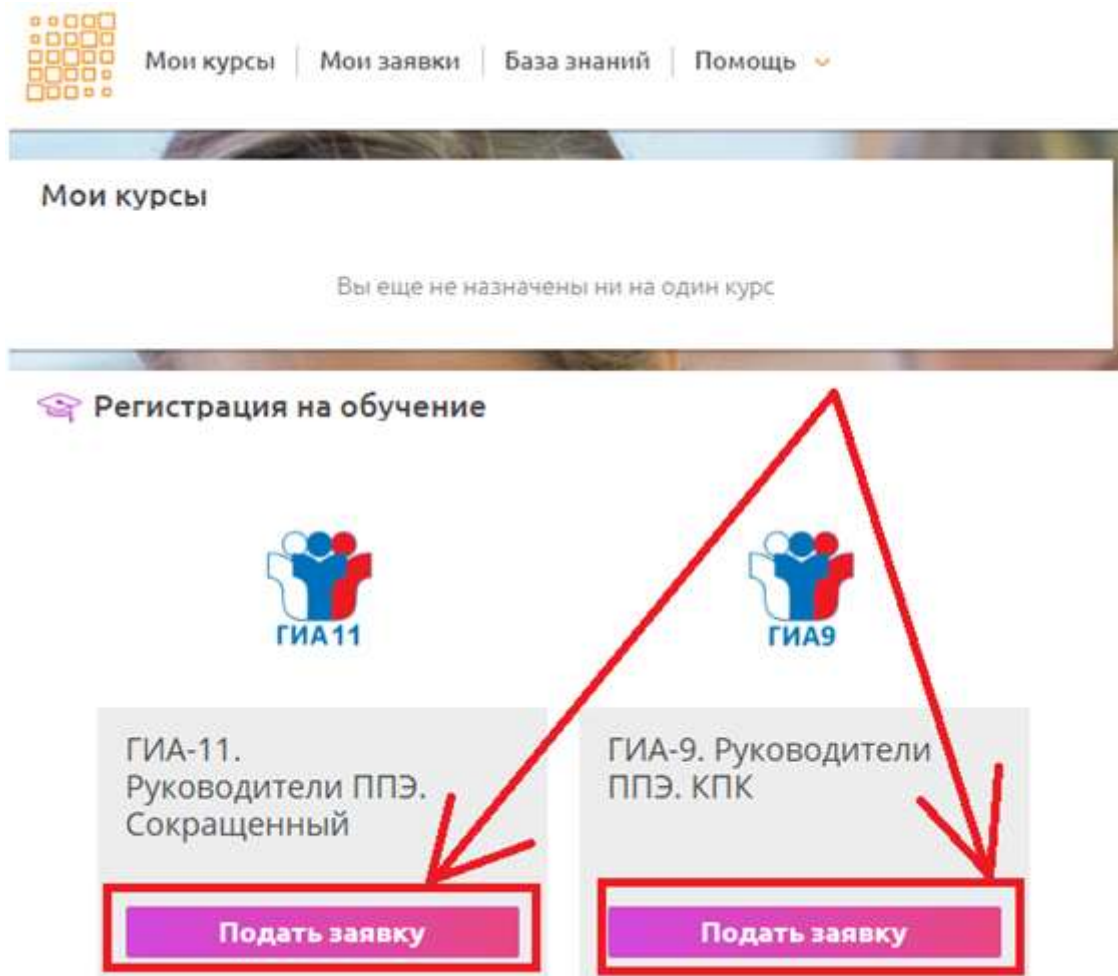 Мои курсы Мои заявки База знаний Помощь
Мои курсы
Вы еще не назначены ни на один курс
Регистрация на обучение
ГИА11
ГИА9
ГИА-11.
Руководители ППЭ.
Сокращенный
ГИА-9. Руководители
ППЭ. КПК
Подать заявку
Подать заявку